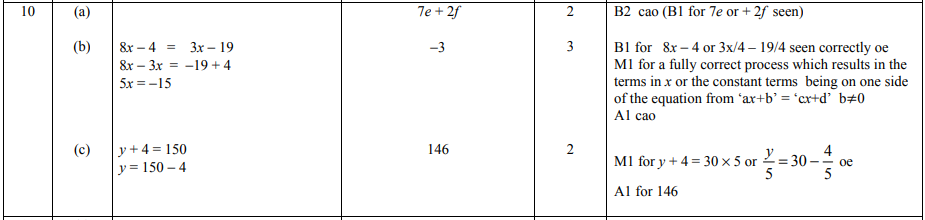 10 (a) 7e + 2f 2 B2 cao (B1 for 7e or + 2f seen)
(b) 8x – 4 = 3x – 19 –3 3 B1 for 8x – 4 or 3x/4 – 19/4 seen correctly oe
8x – 3x = –19 + 4 M1 for a fully correct process which results in the
5x = –15 terms in x or the constant terms being on one side
of the equation from ‘ax+b’ = ‘cx+d’ b≠0
A1 cao
(c) y + 4 = 150 146 2
y = 150 – 4 M1 for y + 4 = 30 × 5 or y/5 = 30 – 4/5 oe
A1 for 146